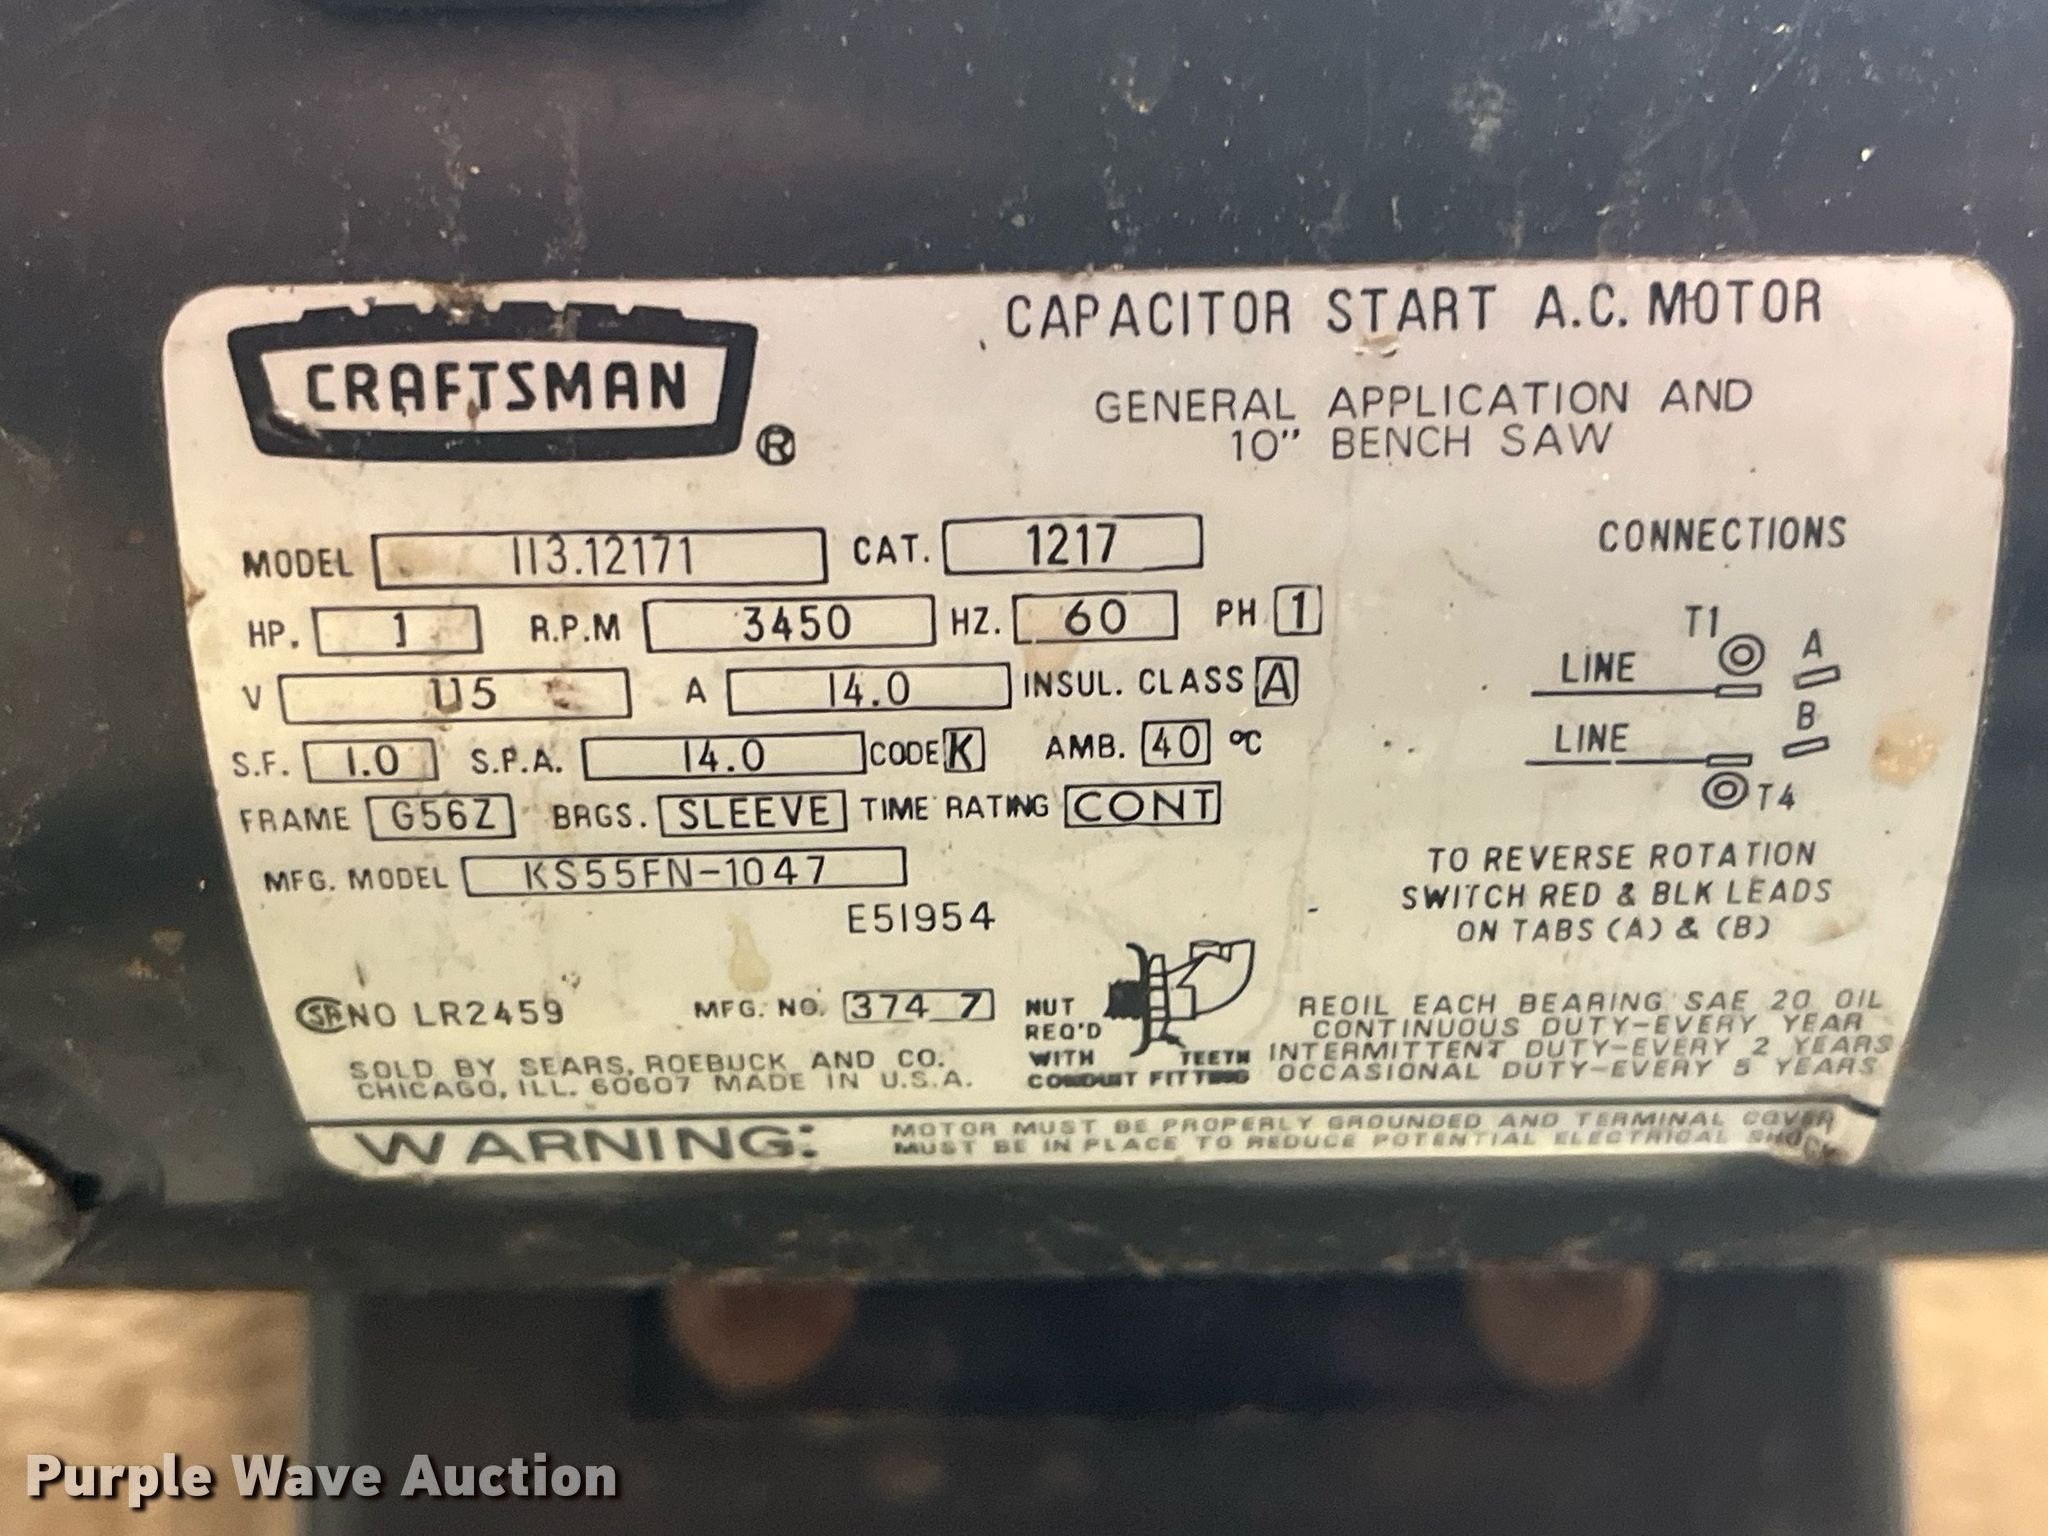 CRAFTSMAN ®
CAPACITOR START A.C. MOTOR
GENERAL APPLICATION AND
10" BENCH SAW
MODEL 113.12171 CAT. 1217
HP. 1 R.P.M 3450 HZ. 60 PH 1
V 115 A 14.0 INSUL. CLASS A
S.F. 1.0 S.P.A. 14.0 CODE K AMB. 40 °C
FRAME G56Z BRGS. SLEEVE TIME RATING CONT
MFG. MODEL KS55FN-1047
E51954
CONNECTIONS
T1
LINE A
LINE B
T4
TO REVERSE ROTATION
SWITCH RED & BLK LEADS
ON TABS (A) & (B)
NO LR2459 MFG. NO. 374 7
SOLD BY SEARS, ROEBUCK AND CO.
CHICAGO, ILL. 60607 MADE IN U.S.A.
NUT
REQ'D
WITH TEETH
CONDUIT FITTING
REOIL EACH BEARING SAE 20 OIL
CONTINUOUS DUTY-EVERY YEAR
INTERMITTENT DUTY-EVERY 2 YEARS
OCCASIONAL DUTY-EVERY 5 YEARS
WARNING: MOTOR MUST BE PROPERLY GROUNDED AND TERMINAL COVER
MUST BE IN PLACE TO REDUCE POTENTIAL ELECTRICAL SHOCK
Purple Wave Auction